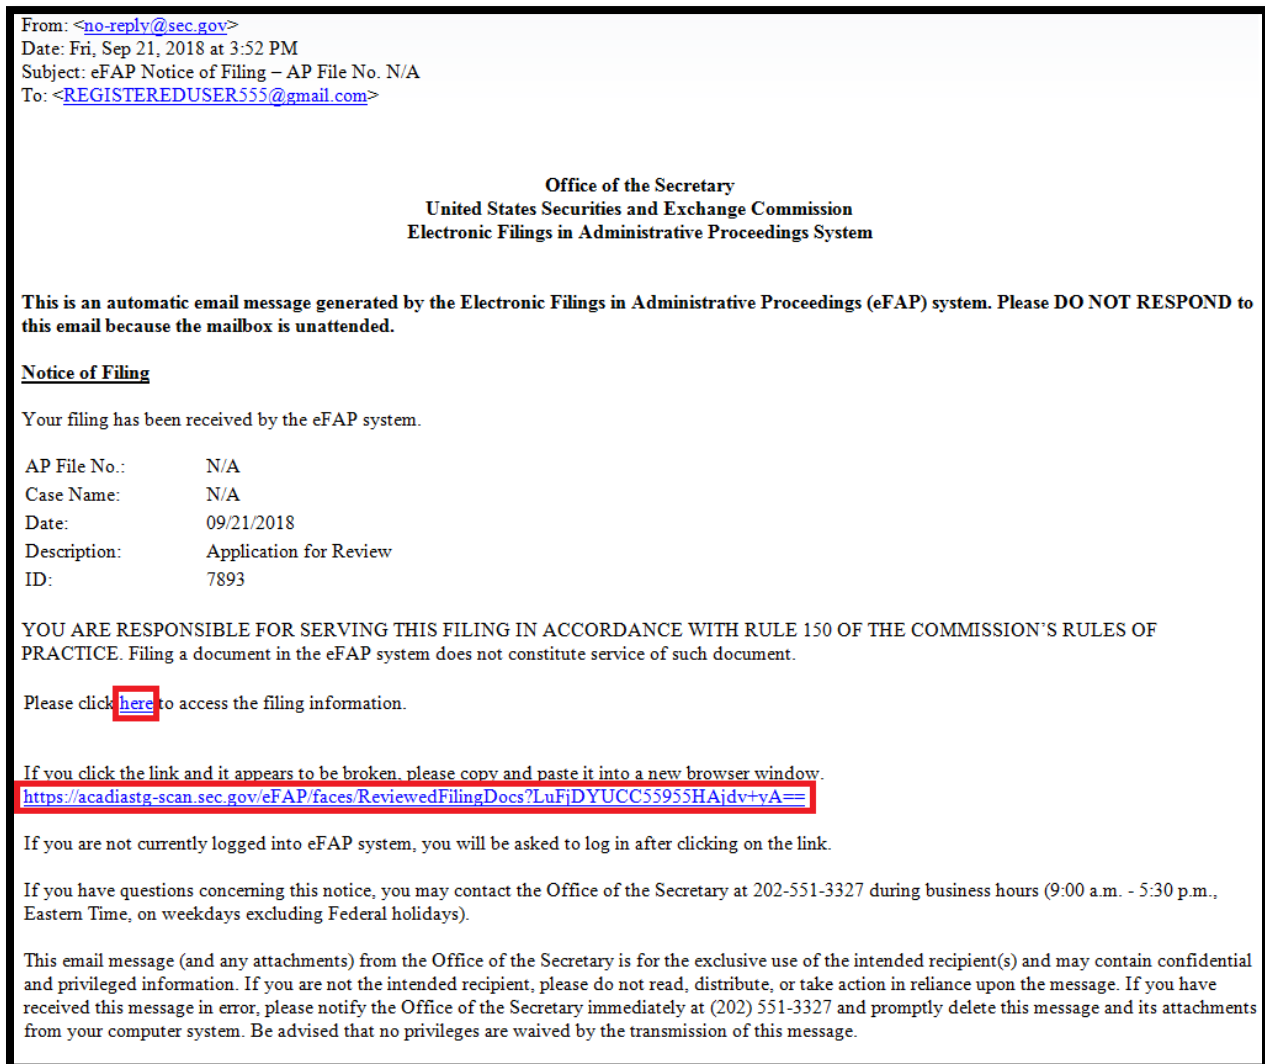 From: <no-reply@sec.gov>
Date: Fri, Sep 21, 2018 at 3:52 PM
Subject: eFAP Notice of Filing – AP File No. N/A
To: <REGISTEREDUSER555@gmail.com>
Office of the Secretary
United States Securities and Exchange Commission
Electronic Filings in Administrative Proceedings System
This is an automatic email message generated by the Electronic Filings in Administrative Proceedings (eFAP) system. Please DO NOT RESPOND to
this email because the mailbox is unattended.
Notice of Filing
Your filing has been received by the eFAP system.
AP File No.: N/A
Case Name: N/A
Date: 09/21/2018
Description: Application for Review
ID: 7893
YOU ARE RESPONSIBLE FOR SERVING THIS FILING IN ACCORDANCE WITH RULE 150 OF THE COMMISSION’S RULES OF
PRACTICE. Filing a document in the eFAP system does not constitute service of such document.
Please click here to access the filing information.
If you click the link and it appears to be broken, please copy and paste it into a new browser window.
https://acadiastg-scan.sec.gov/eFAP/faces/ReviewedFilingDocs?LuFjDYUCC55955HAjdv+yA==
If you are not currently logged into eFAP system, you will be asked to log in after clicking on the link.
If you have questions concerning this notice, you may contact the Office of the Secretary at 202-551-3327 during business hours (9:00 a.m. - 5:30 p.m.,
Eastern Time, on weekdays excluding Federal holidays).
This email message (and any attachments) from the Office of the Secretary is for the exclusive use of the intended recipient(s) and may contain confidential
and privileged information. If you are not the intended recipient, please do not read, distribute, or take action in reliance upon the message. If you have
received this message in error, please notify the Office of the Secretary immediately at (202) 551-3327 and promptly delete this message and its attachments
from your computer system. Be advised that no privileges are waived by the transmission of this message.